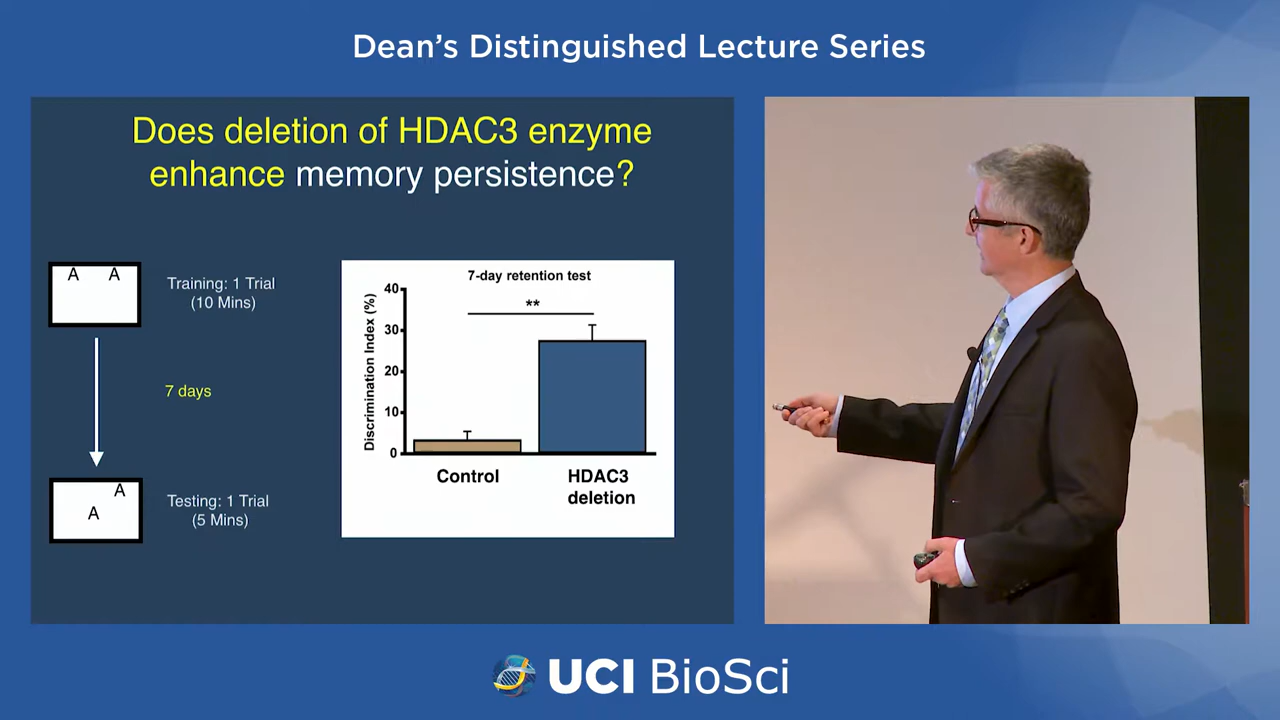 Dean's Distinguished Lecture Series
Does deletion of HDAC3 enzyme
enhance memory persistence?
A A
Training: 1 Trial
(10 Mins)
7 days
A
A
Testing: 1 Trial
(5 Mins)
7-day retention test
**
Discrimination Index (%)
40
30
20
10
0
Control
HDAC3
deletion
UCI BioSci